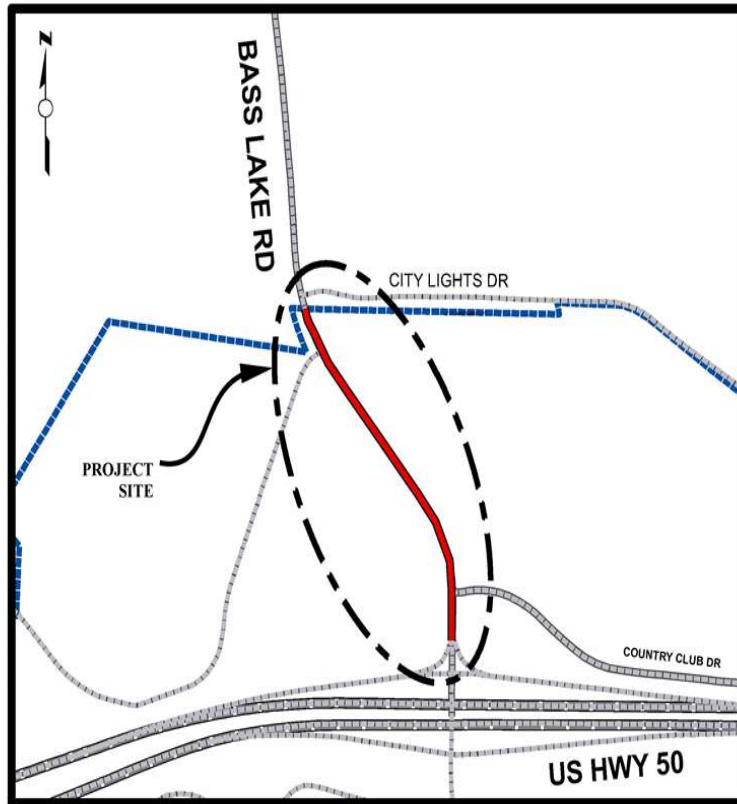 N
BASS LAKE RD
CITY LIGHTS DR
PROJECT
SITE
COUNTRY CLUB DR
US HWY 50